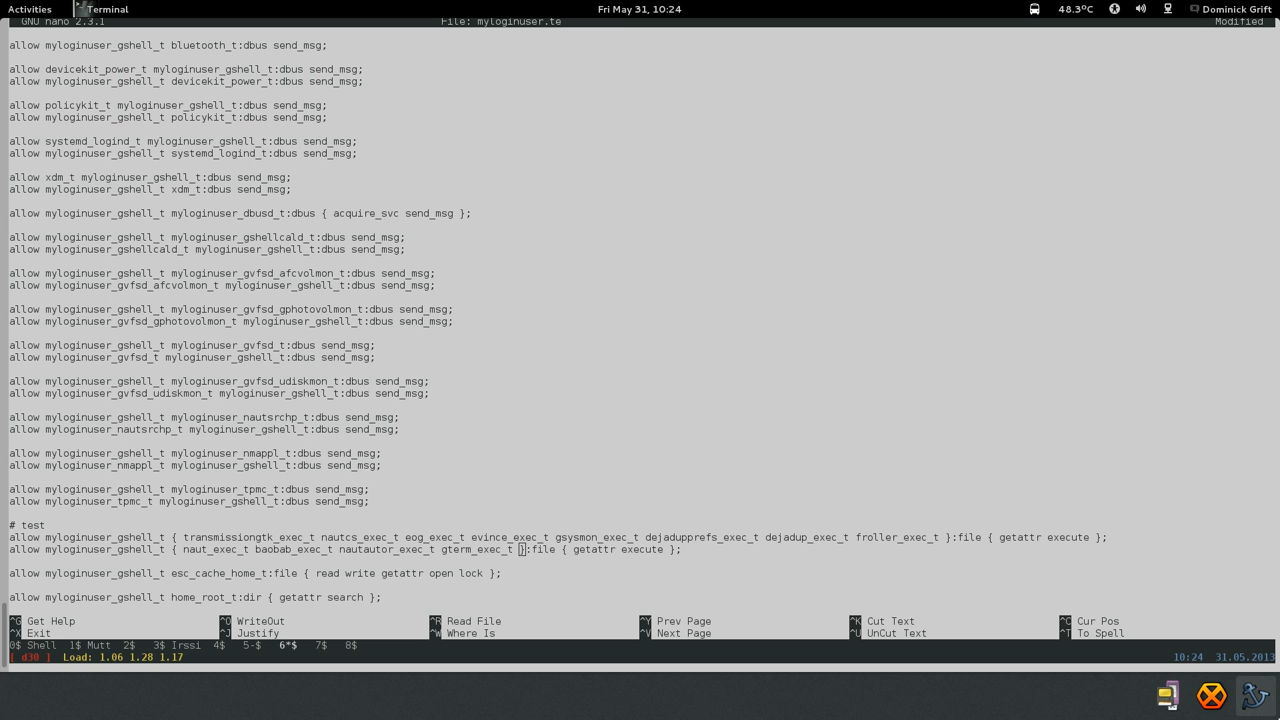 Activities Terminal Fri May 31, 10:24 48.3°C Dominick Grift
GNU nano 2.3.1 File: myloginuser.te Modified
allow myloginuser_gshell_t bluetooth_t:dbus send_msg;
allow devicekit_power_t myloginuser_gshell_t:dbus send_msg;
allow myloginuser_gshell_t devicekit_power_t:dbus send_msg;
allow policykit_t myloginuser_gshell_t:dbus send_msg;
allow myloginuser_gshell_t policykit_t:dbus send_msg;
allow systemd_logind_t myloginuser_gshell_t:dbus send_msg;
allow myloginuser_gshell_t systemd_logind_t:dbus send_msg;
allow xdm_t myloginuser_gshell_t:dbus send_msg;
allow myloginuser_gshell_t xdm_t:dbus send_msg;
allow myloginuser_gshell_t myloginuser_dbusd_t:dbus { acquire_svc send_msg };
allow myloginuser_gshell_t myloginuser_gshellcald_t:dbus send_msg;
allow myloginuser_gshellcald_t myloginuser_gshell_t:dbus send_msg;
allow myloginuser_gshell_t myloginuser_gvfsd_afcvolmon_t:dbus send_msg;
allow myloginuser_gvfsd_afcvolmon_t myloginuser_gshell_t:dbus send_msg;
allow myloginuser_gshell_t myloginuser_gvfsd_gphotovolmon_t:dbus send_msg;
allow myloginuser_gvfsd_gphotovolmon_t myloginuser_gshell_t:dbus send_msg;
allow myloginuser_gshell_t myloginuser_gvfsd_t:dbus send_msg;
allow myloginuser_gvfsd_t myloginuser_gshell_t:dbus send_msg;
allow myloginuser_gshell_t myloginuser_gvfsd_udiskmon_t:dbus send_msg;
allow myloginuser_gvfsd_udiskmon_t myloginuser_gshell_t:dbus send_msg;
allow myloginuser_gshell_t myloginuser_nautsrchp_t:dbus send_msg;
allow myloginuser_nautsrchp_t myloginuser_gshell_t:dbus send_msg;
allow myloginuser_gshell_t myloginuser_nmappl_t:dbus send_msg;
allow myloginuser_nmappl_t myloginuser_gshell_t:dbus send_msg;
allow myloginuser_gshell_t myloginuser_tpmc_t:dbus send_msg;
allow myloginuser_tpmc_t myloginuser_gshell_t:dbus send_msg;
# test
allow myloginuser_gshell_t { transmissiongtk_exec_t nautcs_exec_t eog_exec_t evince_exec_t gsysmon_exec_t dejadupprefs_exec_t dejadup_exec_t froller_exec_t }:file { getattr execute };
allow myloginuser_gshell_t { naut_exec_t baobab_exec_t nautautor_exec_t gterm_exec_t }:file { getattr execute };
allow myloginuser_gshell_t esc_cache_home_t:file { read write getattr open lock };
allow myloginuser_gshell_t home_root_t:dir { getattr search };
^G Get Help ^O WriteOut ^R Read File ^Y Prev Page ^K Cut Text ^C Cur Pos
^X Exit ^J Justify ^W Where Is ^V Next Page ^U UnCut Text ^T To Spell
0$ Shell 1$ Mutt 2$ 3$ Irssi 4$ 5-$ 6*$ 7$ 8$
[ d30 ] Load: 1.06 1.28 1.17 10:24 31.05.2013